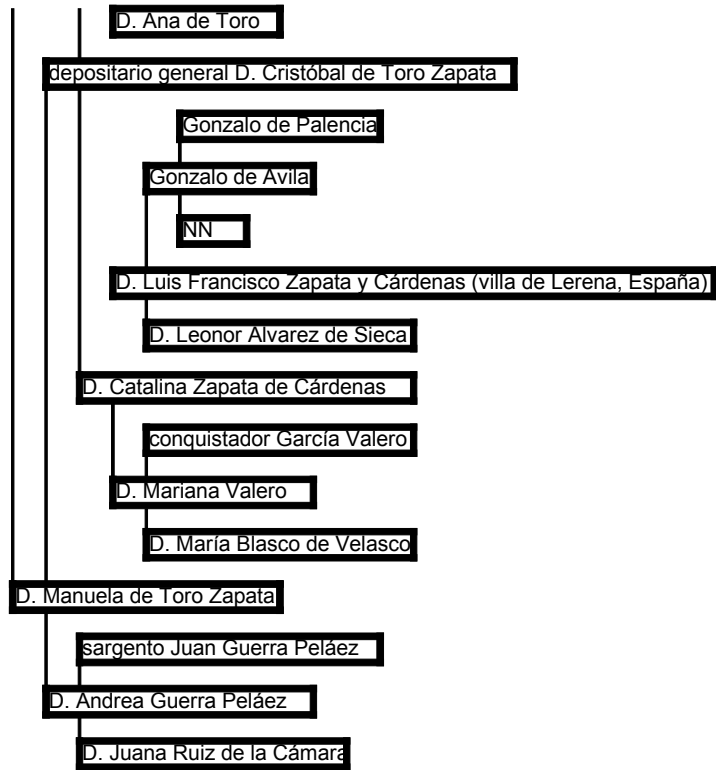 D. Ana de Toro
depositario general D. Cristóbal de Toro Zapata
Gonzalo de Palencia
Gonzalo de Avila
NN
D. Luis Francisco Zapata y Cárdenas (villa de Lerena, España)
D. Leonor Alvarez de Sieca
D. Catalina Zapata de Cárdenas
conquistador García Valero
D. Mariana Valero
D. María Blasco de Velasco
D. Manuela de Toro Zapata
sargento Juan Guerra Peláez
D. Andrea Guerra Peláez
D. Juana Ruiz de la Cámara